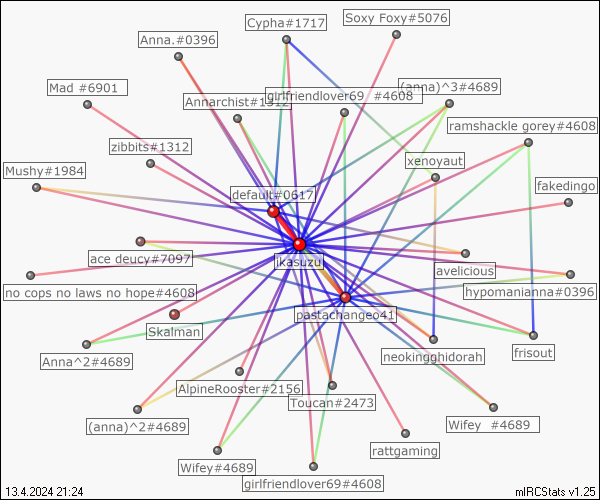 Soxy Foxy#5076
Cypha#1717
Anna.#0396
Mad #6901
girlfriendlover69 #4608
(anna)^3#4689
Annarchist#1312
ramshackle gorey#4608
zibbits#1312
xenoyaut
Mushy#1984
default#0617
fakedingo
ace deucy#7097
ikasuzu
avelicious
no cops no laws no hope#4608
hypomanianna#0396
pastachangeo41
Skalman
Anna^2#4689
neokingghidorah
frisout
AlpineRooster#2156
Toucan#2473
(anna)^2#4689
Wifey #4689
rattgaming
Wifey#4689
girlfriendlover69#4608
13.4.2024 21:24
mIRCStats v1.25